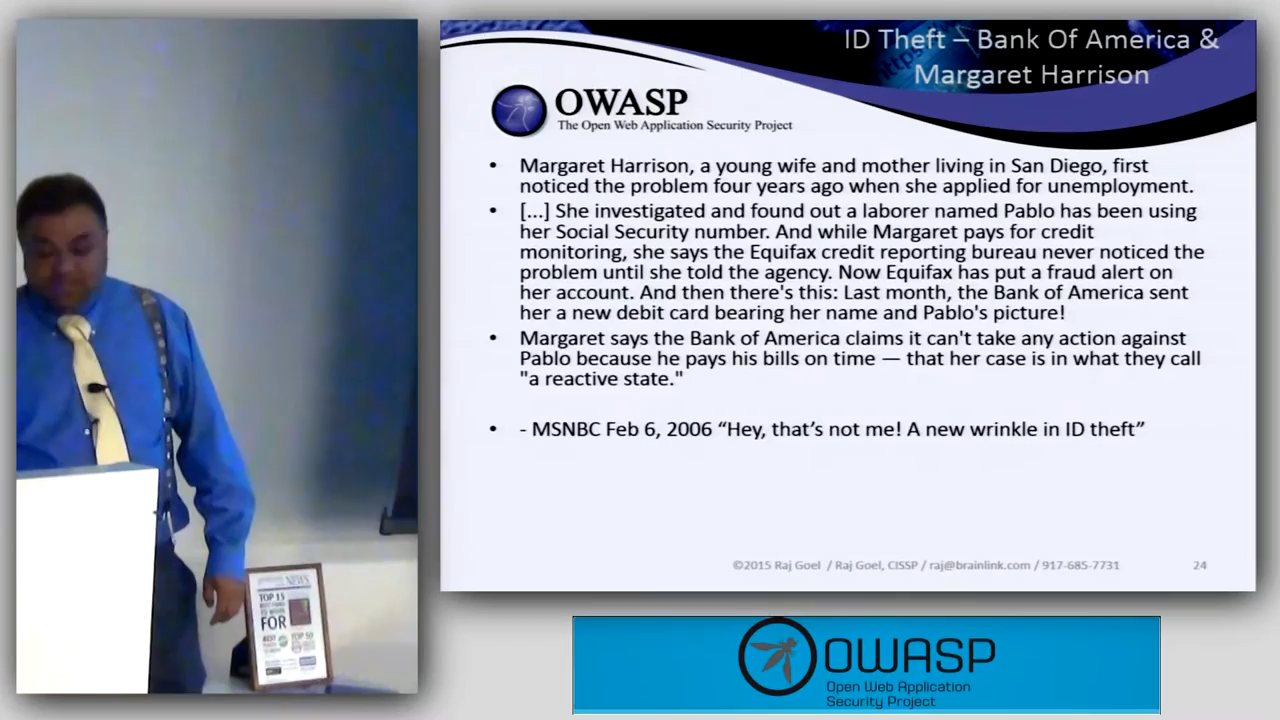 ID Theft – Bank Of America &
Margaret Harrison
OWASP
The Open Web Application Security Project
• Margaret Harrison, a young wife and mother living in San Diego, first
noticed the problem four years ago when she applied for unemployment.
• [...] She investigated and found out a laborer named Pablo has been using
her Social Security number. And while Margaret pays for credit
monitoring, she says the Equifax credit reporting bureau never noticed the
problem until she told the agency. Now Equifax has put a fraud alert on
her account. And then there's this: Last month, the Bank of America sent
her a new debit card bearing her name and Pablo's picture!
• Margaret says the Bank of America claims it can't take any action against
Pablo because he pays his bills on time — that her case is in what they call
"a reactive state."
• - MSNBC Feb 6, 2006 “Hey, that’s not me! A new wrinkle in ID theft”
©2015 Raj Goel / Raj Goel, CISSP / raj@brainlink.com / 917-685-7731
24
NEWS
TOP 15
FOR
TOP 10
OWASP
Open Web Application
Security Project